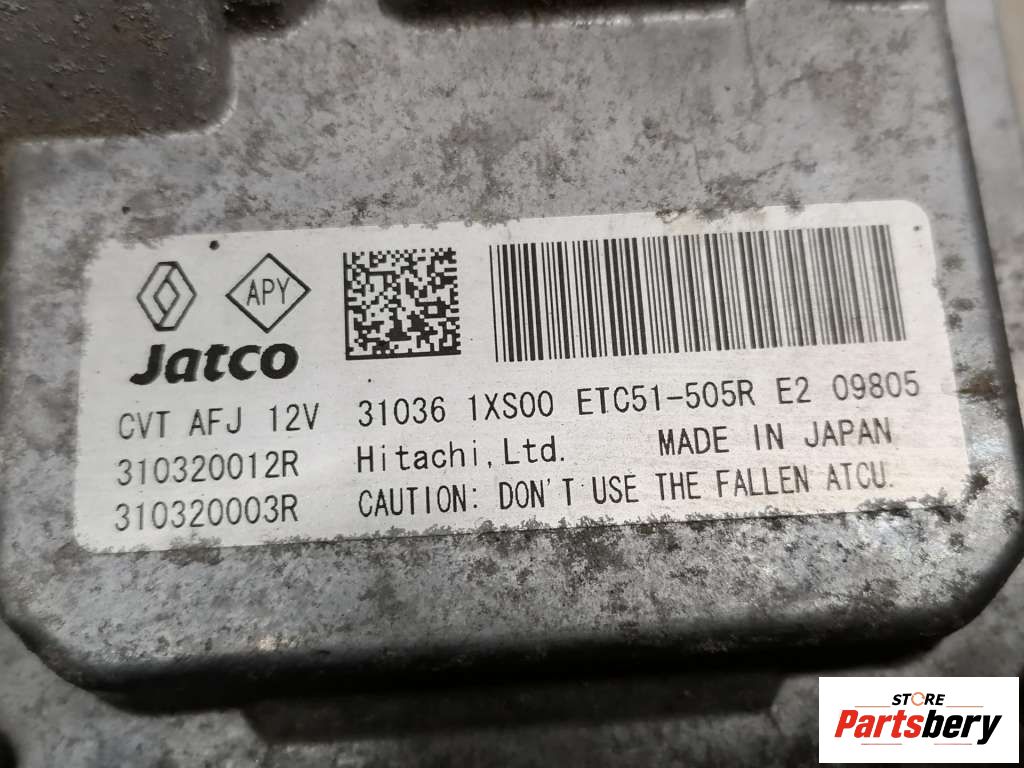 APY
Jatco
CVT AFJ 12V 31036 1XS00 ETC51-505R E2 09805
310320012R Hitachi, Ltd. MADE IN JAPAN
310320003R CAUTION: DON'T USE THE FALLEN ATCU.
STORE
Partsbery